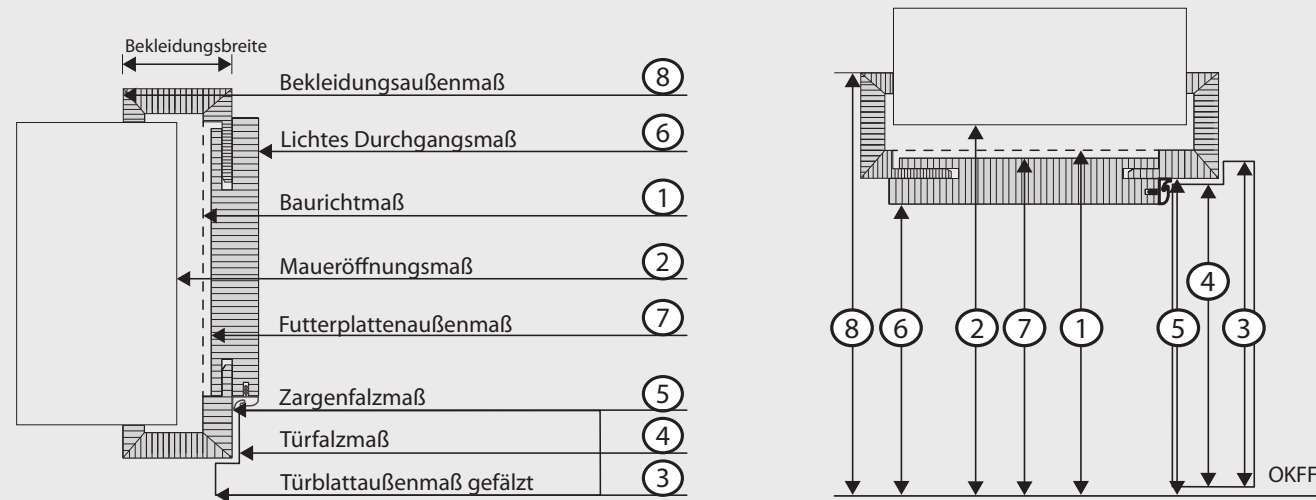 Bekleidungsbreite
Bekleidungsaußenmaß 8
Lichtes Durchgangsmaß 6
Baurichtmaß 1
Maueröffnungsmaß 2
Futterplattenaußenmaß 7
Zargenfalzmaß 5
Türfalzmaß 4
Türblattaußenmaß gefälzt 3
4
8 6 2 7 1 5 3
OKFF